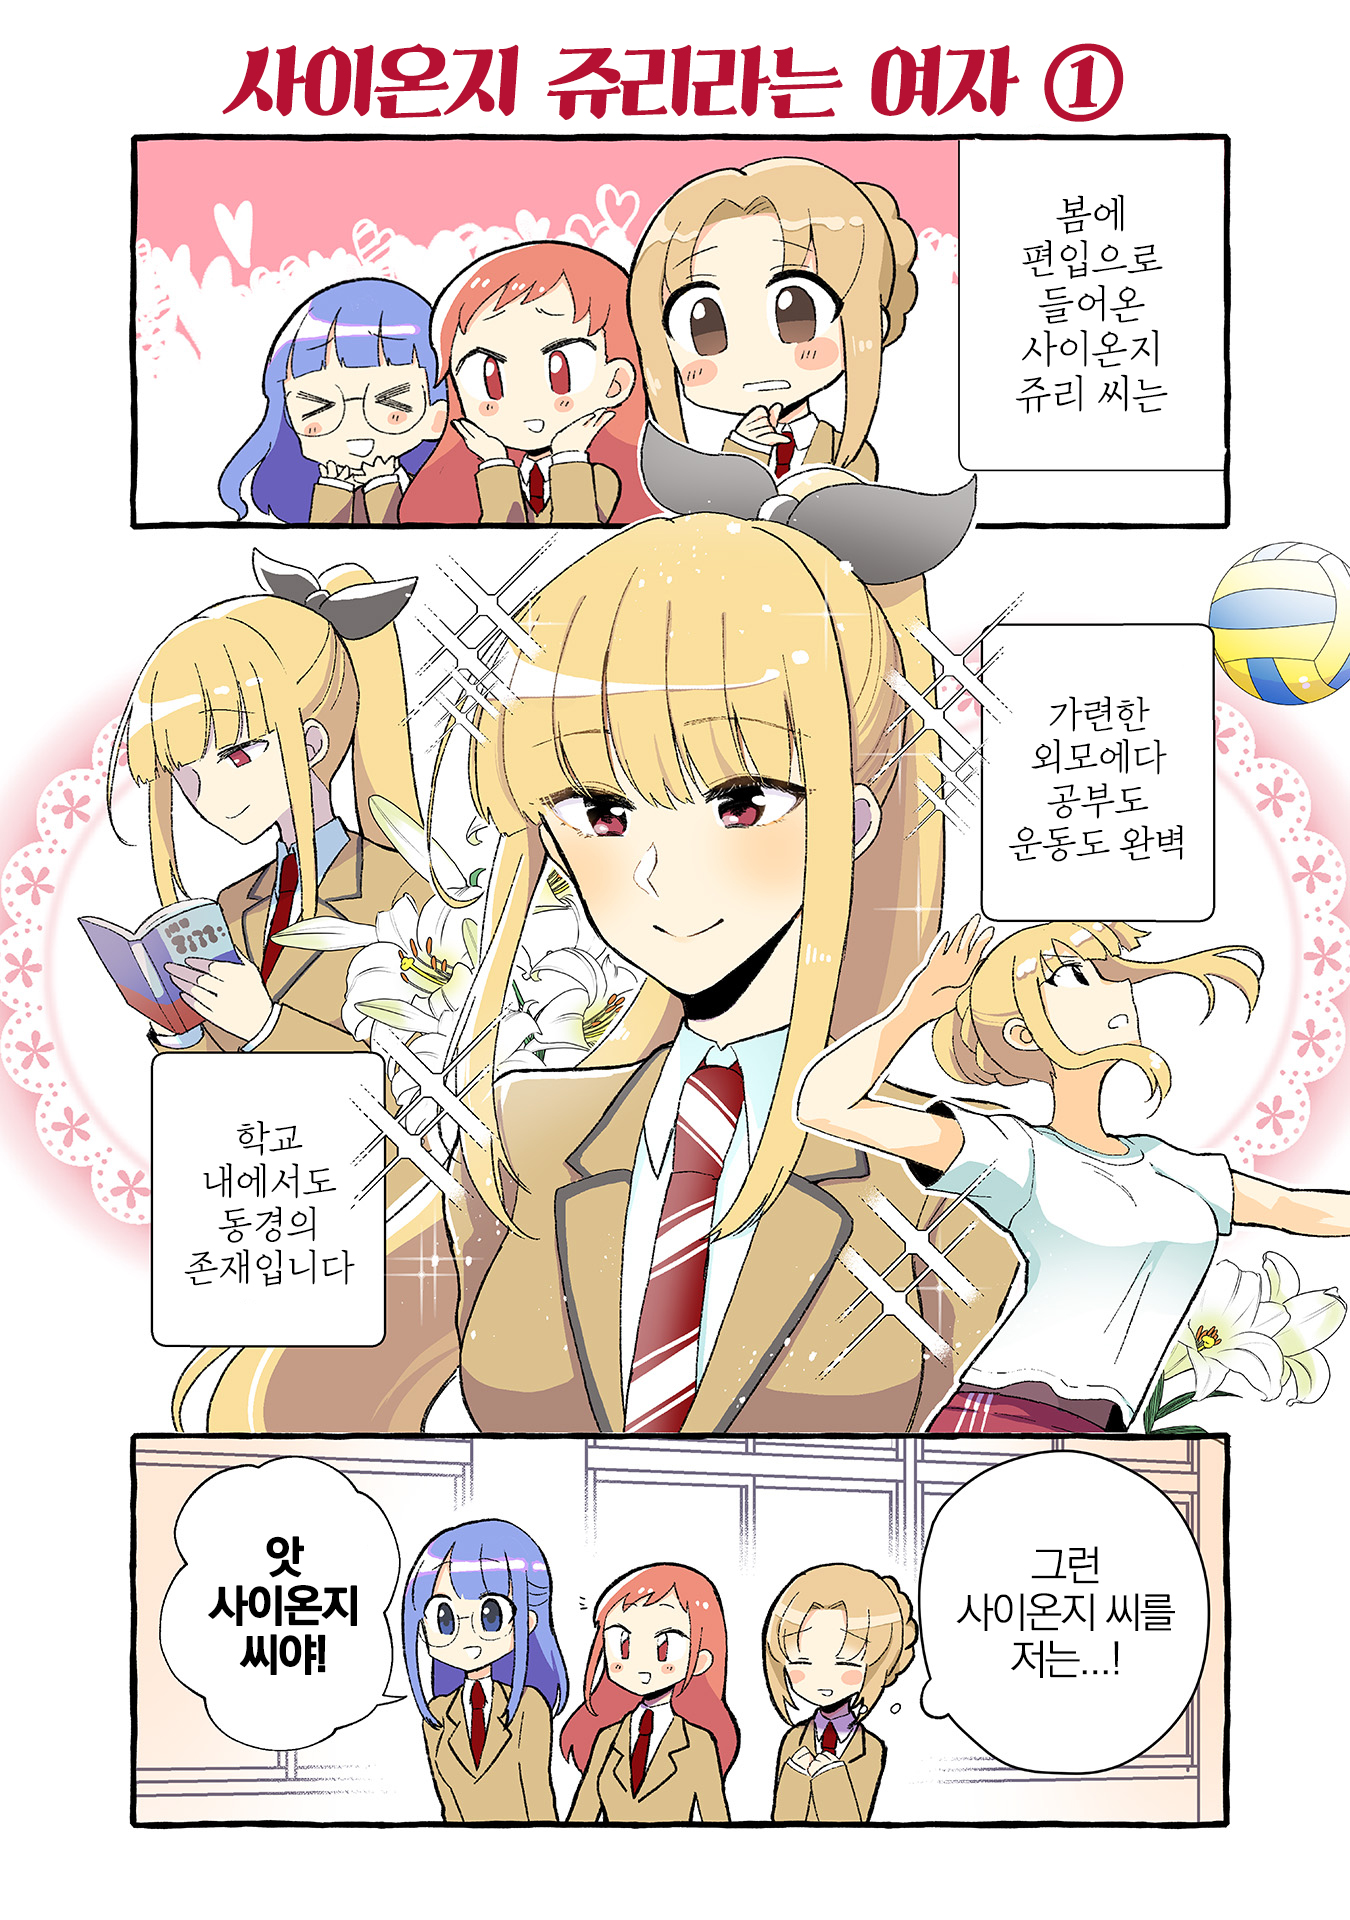 사이온지 쥬리라는 여자 ①
봄에
편입으로
들어온
사이온지
쥬리 씨는
가련한
외모에다
공부도
운동도 완벽
학교
내에서도
동경의
존재입니다
그런
사이온지 씨를
저는...!
앗
사이온지
씨야!